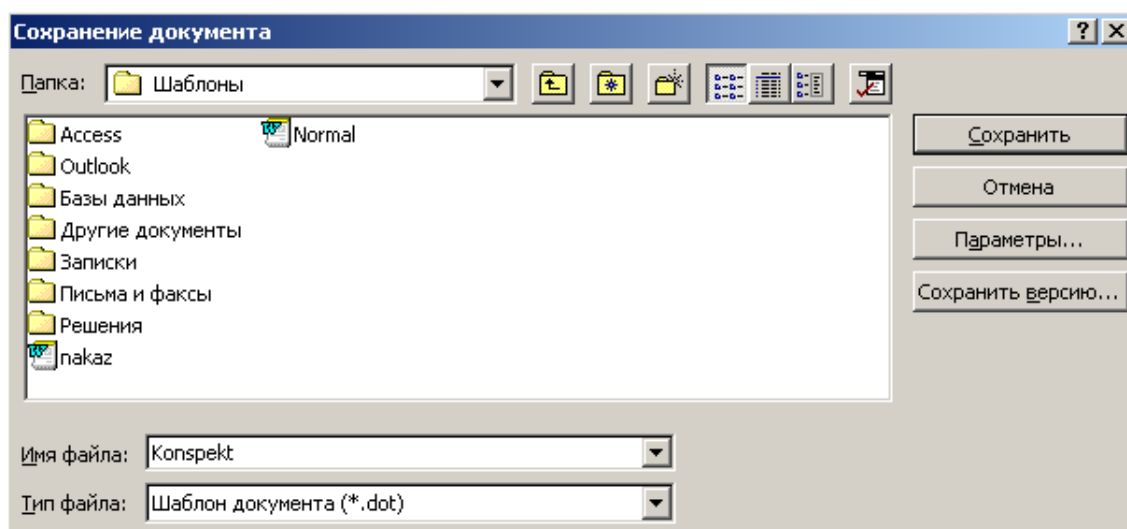 Сохранение документа
Папка: Шаблоны
Access
Outlook
Базы данных
Другие документы
Записки
Письма и факсы
Решения
nakaz
Normal
Сохранить
Отмена
Параметры...
Сохранить версию...
Имя файла: Konspekt
Тип файла: Шаблон документа (*.dot)